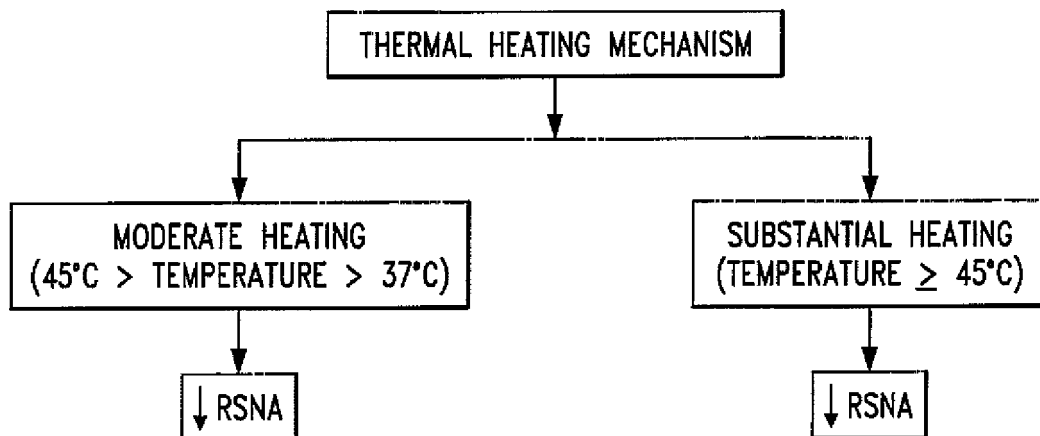 THERMAL HEATING MECHANISM
MODERATE HEATING
(45°C > TEMPERATURE > 37°C)
SUBSTANTIAL HEATING
(TEMPERATURE ≥ 45°C)
↓ RSNA
↓ RSNA